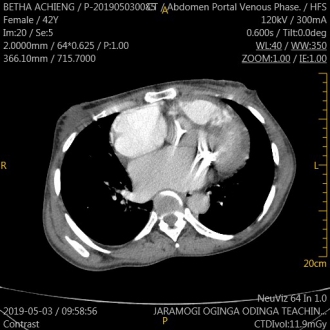 BETHA ACHIENG / P-20190503008
CT / Abdomen Portal Venous Phase. / HFS
Female / 42Y
120kV / 300mA
Im:20 / Se:5
0.600s / Tilt:0.0deg
2.0000mm / 64*0.625 / P:1.00
WL:40 / WW:350
366.10mm / 715.7000
ZOOM:1.00 / IE:1.00
A
R
L
20cm
P
NeuViz 64 In 1.0
2019-05-03 / 09:58:56
JARAMOGI OGINGA ODINGA TEACHIN...
Contrast
CTDIvol:11.9mGy